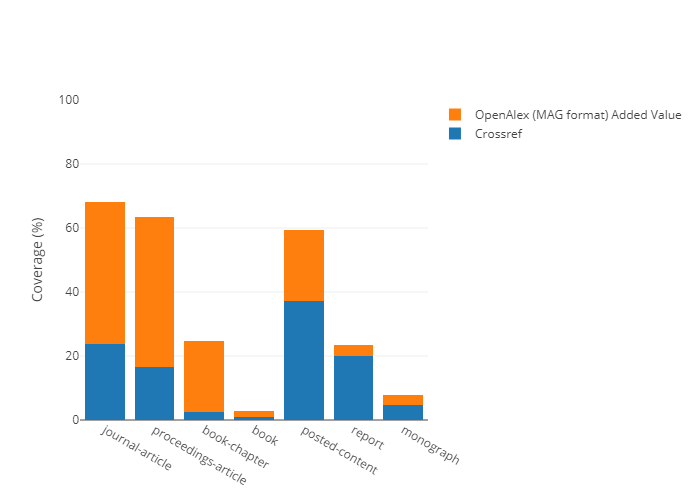 OpenAlex (MAG format) Added Value
Crossref
Coverage (%)
100
80
60
40
20
0
journal-article
proceedings-article
book-chapter
book
posted-content
report
monograph